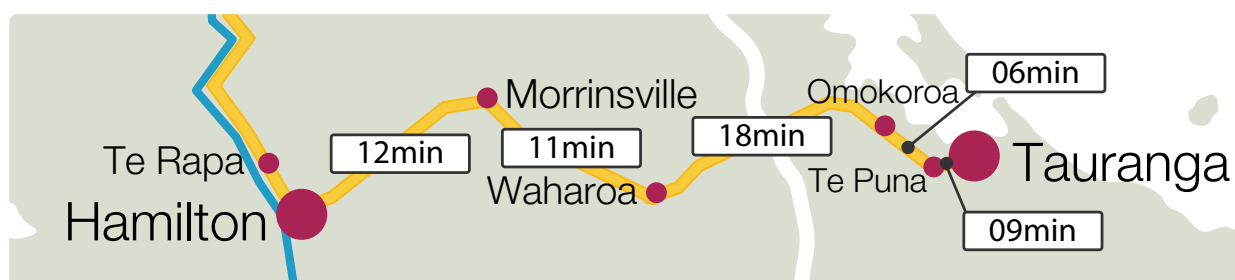 06min
Omokoroa
Morrinsville
18min
11min
12min
Te Rapa
Tauranga
Te Puna
Waharoa
Hamilton
09min